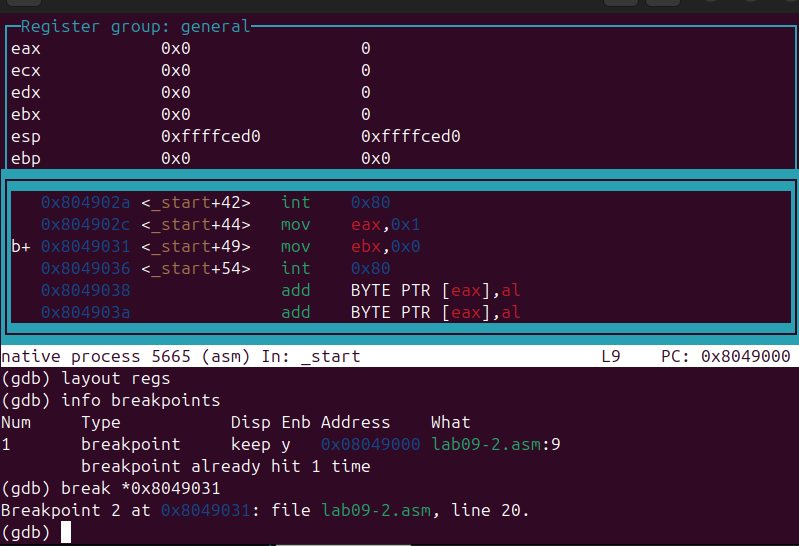 Register group: general
eax 0x0 0
ecx 0x0 0
edx 0x0 0
ebx 0x0 0
esp 0xffffced0 0xffffced0
ebp 0x0 0x0
0x804902a <_start+42> int 0x80
0x804902c <_start+44> mov eax,0x1
b+ 0x8049031 <_start+49> mov ebx,0x0
0x8049036 <_start+54> int 0x80
0x8049038 add BYTE PTR [eax],al
0x804903a add BYTE PTR [eax],al
native process 5665 (asm) In: _start L9 PC: 0x8049000
(gdb) layout regs
(gdb) info breakpoints
Num Type Disp Enb Address What
1 breakpoint keep y 0x08049000 lab09-2.asm:9
breakpoint already hit 1 time
(gdb) break *0x8049031
Breakpoint 2 at 0x8049031: file lab09-2.asm, line 20.
(gdb)